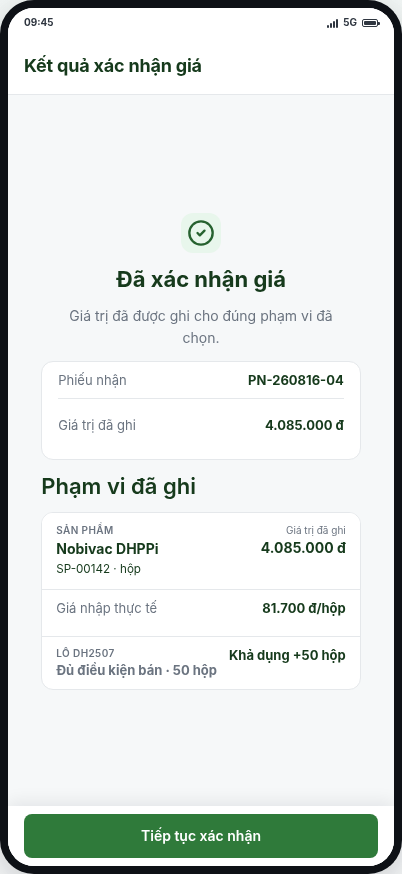 09:45
5G
Kết quả xác nhận giá
Đã xác nhận giá
Giá trị đã được ghi cho đúng phạm vi đã
chọn.
Phiếu nhận PN-260816-04
Giá trị đã ghi 4.085.000 đ
Phạm vi đã ghi
SẢN PHẨM Giá trị đã ghi
Nobivac DHPPi 4.085.000 đ
SP-00142 · hộp
Giá nhập thực tế 81.700 đ/hộp
LÔ DH2507 Khả dụng +50 hộp
Đủ điều kiện bán · 50 hộp
Tiếp tục xác nhận